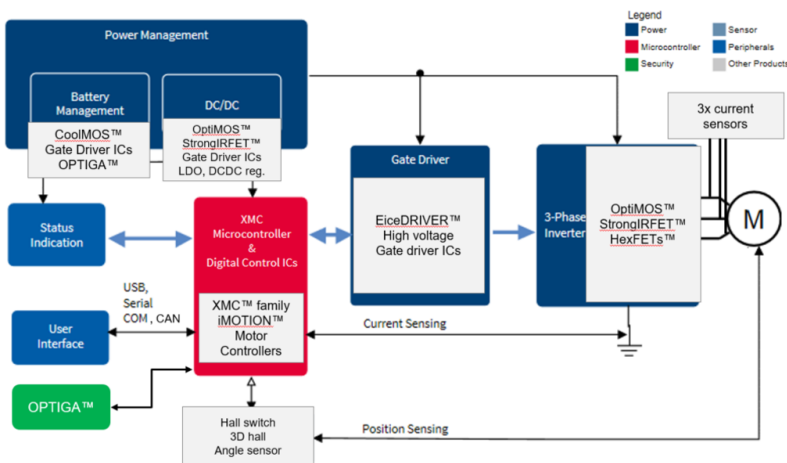 Legend
Power
Sensor
Microcontroller
Peripherals
Security
Other Products
Power Management
Battery
Management
CoolMOS™
Gate Driver ICs
OPTIGA™
DC/DC
OptiMOS™
StrongIRFET™
Gate Driver ICs
LDO, DCDC reg.
3x current
sensors
Gate Driver
EiceDRIVER™
High voltage
Gate driver ICs
3-Phase
Inverter
OptiMOS™
StrongIRFET™
HexFETs™
M
Status
Indication
XMC
Microcontroller
&
Digital Control ICs
XMC™ family
iMOTION™
Motor
Controllers
USB,
Serial
COM , CAN
User
Interface
Current Sensing
OPTIGA™
Hall switch
3D hall
Angle sensor
Position Sensing